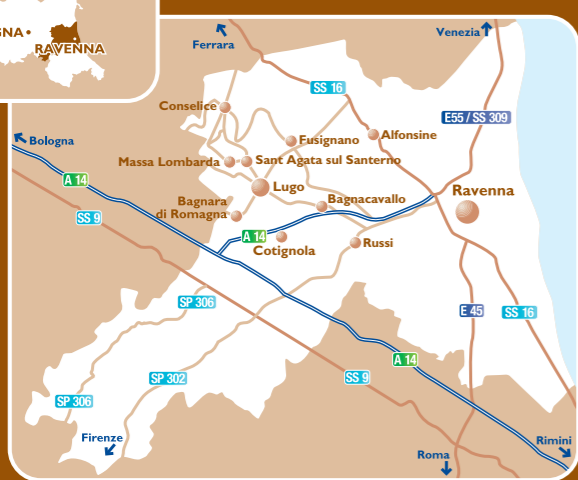 GNA
RAVENNA
Ferrara
Venezia
SS 16
Conselice
E55 / SS 309
Bologna
Fusignano
Alfonsine
Massa Lombarda
Sant Agata sul Santerno
A 14
Lugo
Ravenna
Bagnara
di Romagna
Bagnacavallo
SS 9
A 14
Cotignola
Russi
SP 306
E 45
SS 16
A 14
SP 302
SS 9
SP 306
Firenze
Roma
Rimini